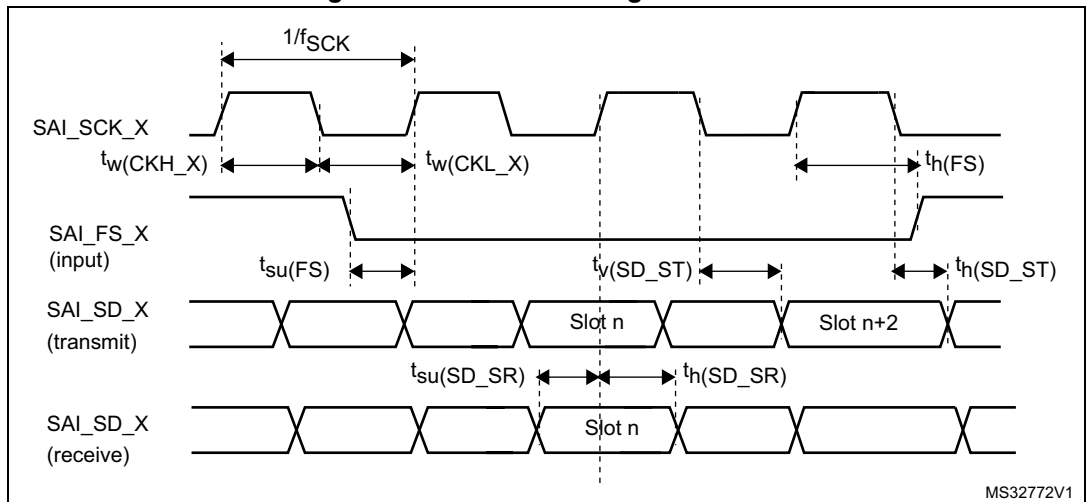 1/fSCK
SAI_SCK_X
tw(CKH_X)
tw(CKL_X)
th(FS)
SAI_FS_X
(input)
tsu(FS)
tv(SD_ST)
th(SD_ST)
SAI_SD_X
(transmit)
Slot n
Slot n+2
tsu(SD_SR)
th(SD_SR)
SAI_SD_X
(receive)
Slot n
MS32772V1